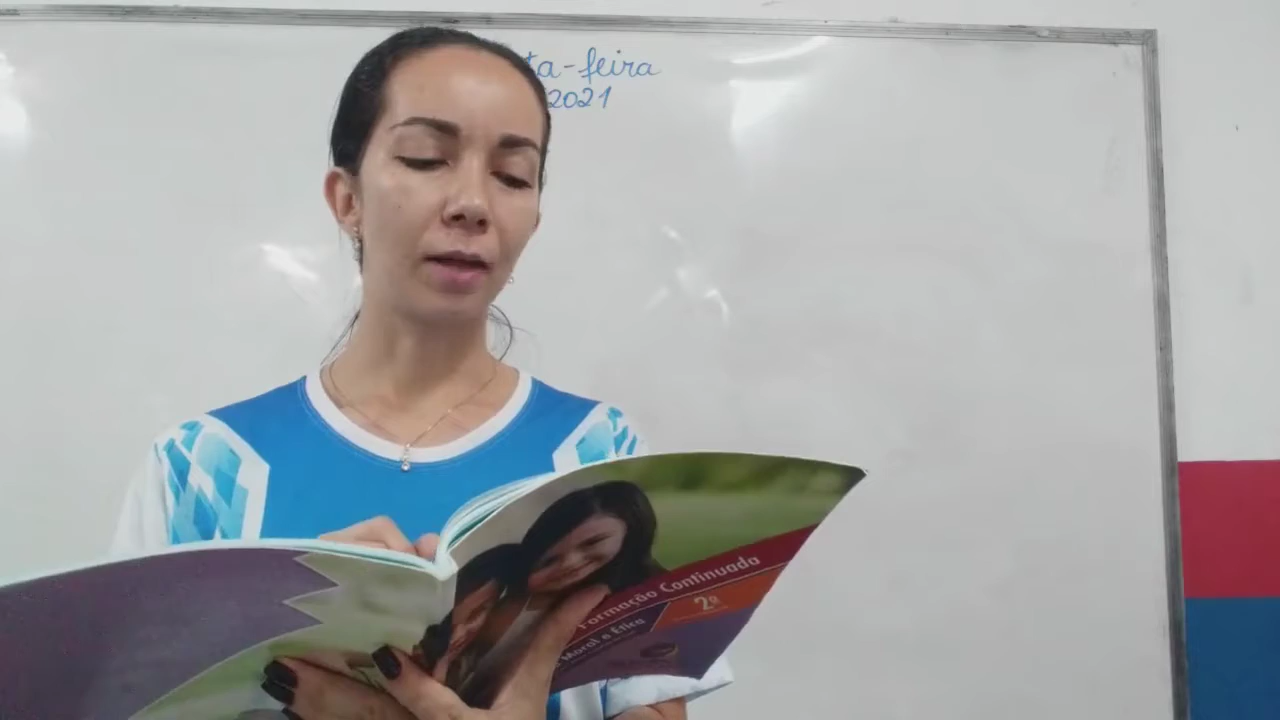 ta-feira
2021
Formação Continuada
Moral e Ética
2º